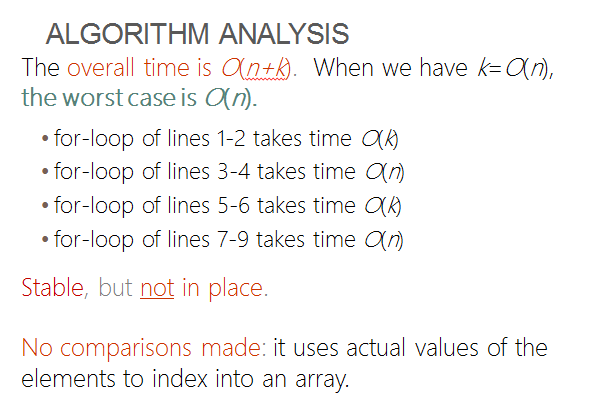 ALGORITHM ANALYSIS
The overall time is O(n+k). When we have k=O(n),
the worst case is O(n).
• for-loop of lines 1-2 takes time O(k)
• for-loop of lines 3-4 takes time O(n)
• for-loop of lines 5-6 takes time O(k)
• for-loop of lines 7-9 takes time O(n)
Stable, but not in place.
No comparisons made: it uses actual values of the
elements to index into an array.